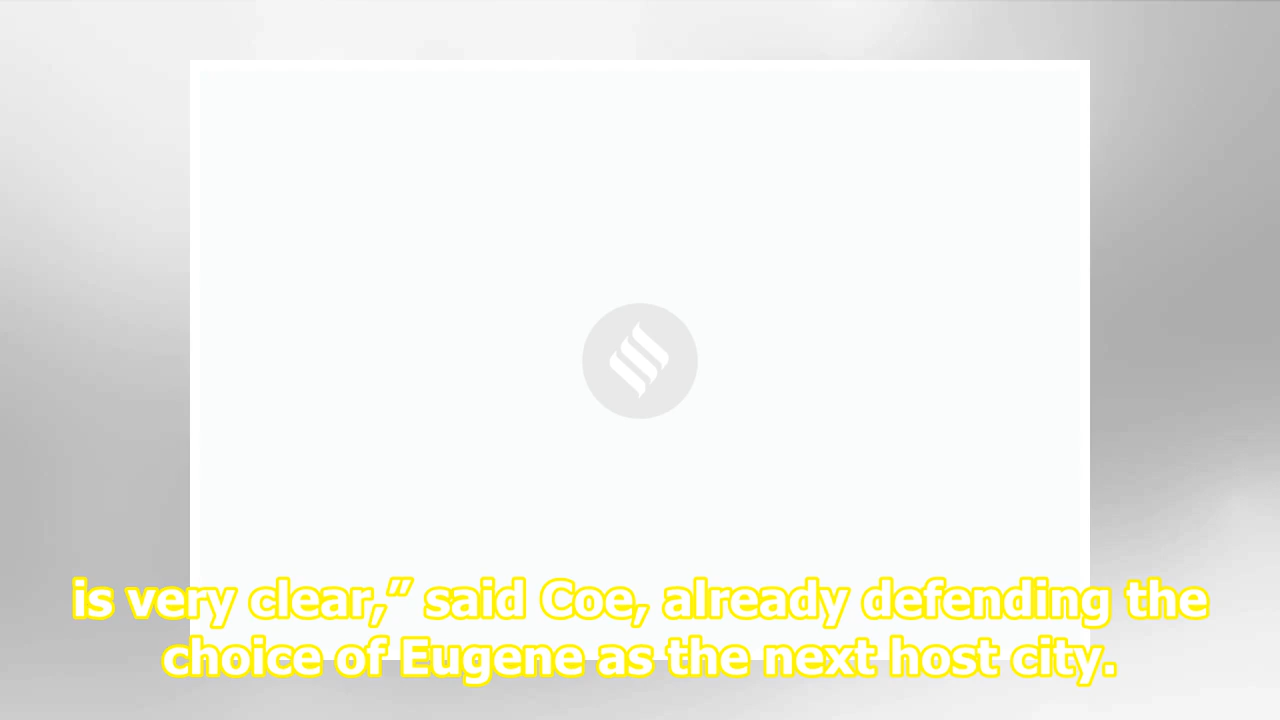 is very clear,” said Coe, already defending the
choice of Eugene as the next host city.